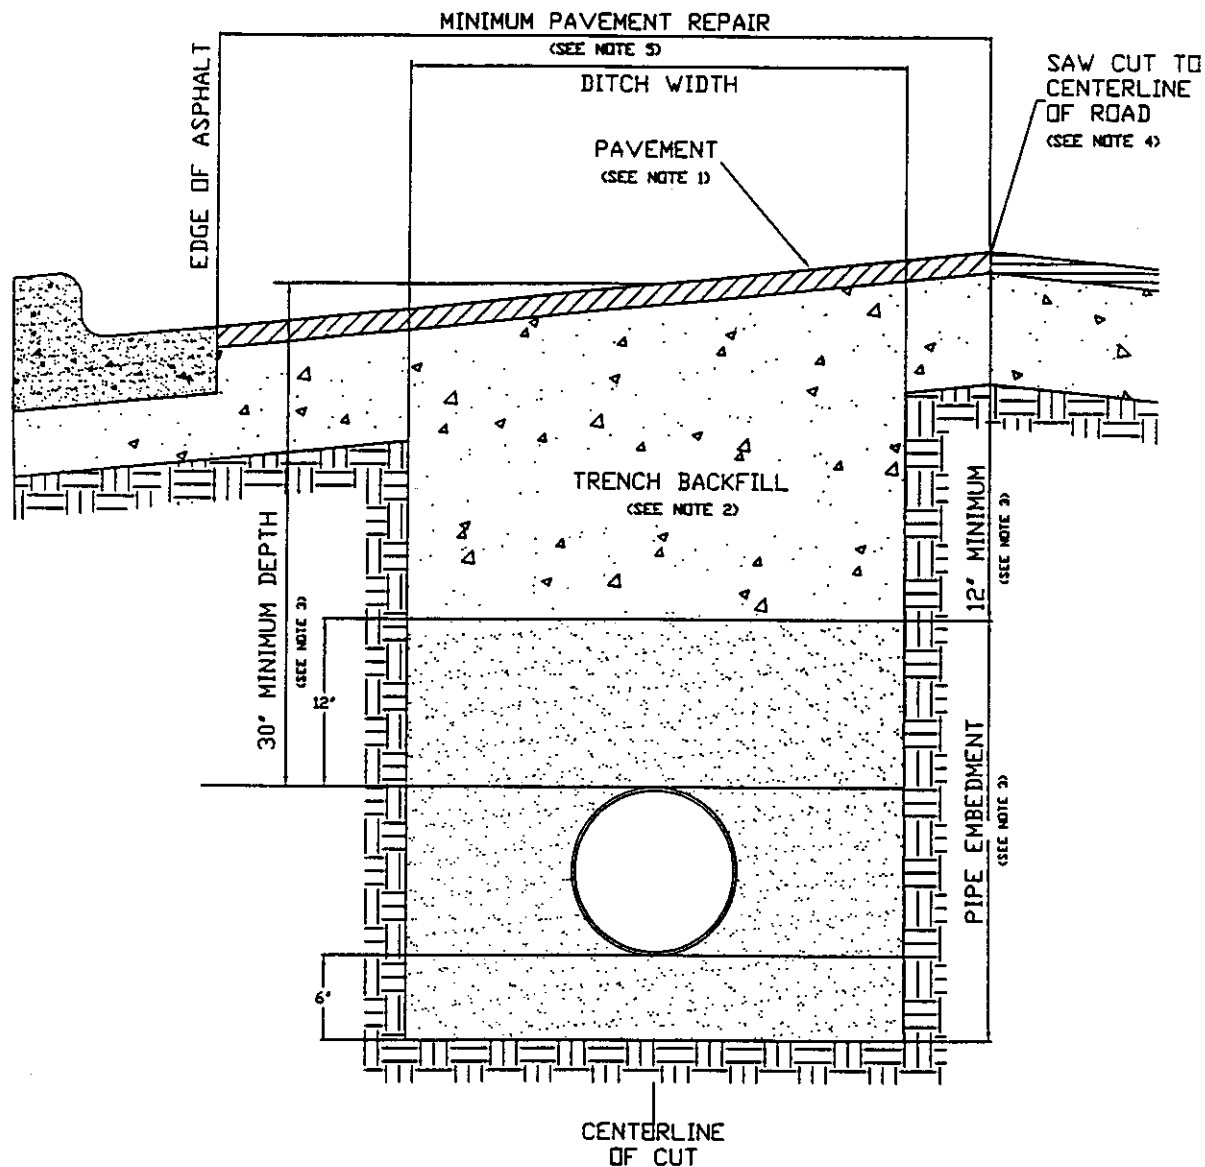 MINIMUM PAVEMENT REPAIR
(SEE NOTE 5)
DITCH WIDTH
EDGE OF ASPHALT
SAW CUT TO
CENTERLINE
OF ROAD
(SEE NOTE 4)
PAVEMENT
(SEE NOTE 1)
TRENCH BACKFILL
(SEE NOTE 2)
30" MINIMUM DEPTH
(SEE NOTE 3)
12"
12" MINIMUM
(SEE NOTE 3)
PIPE EMBEDMENT
(SEE NOTE 3)
6"
CENTERLINE
OF CUT